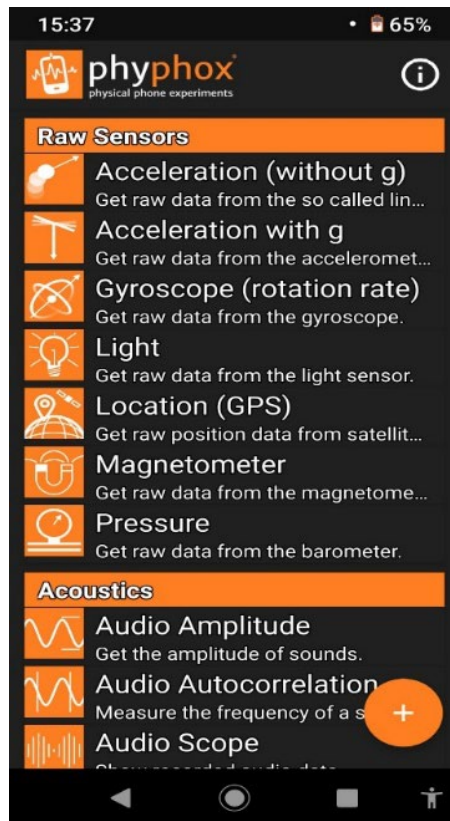 15:37 65%
phyphox
physical phone experiments
Raw Sensors
Acceleration (without g)
Get raw data from the so called lin...
Acceleration with g
Get raw data from the acceleromet...
Gyroscope (rotation rate)
Get raw data from the gyroscope.
Light
Get raw data from the light sensor.
Location (GPS)
Get raw position data from satellit...
Magnetometer
Get raw data from the magnetome...
Pressure
Get raw data from the barometer.
Acoustics
Audio Amplitude
Get the amplitude of sounds.
Audio Autocorrelation
Measure the frequency of a s
+
Audio Scope